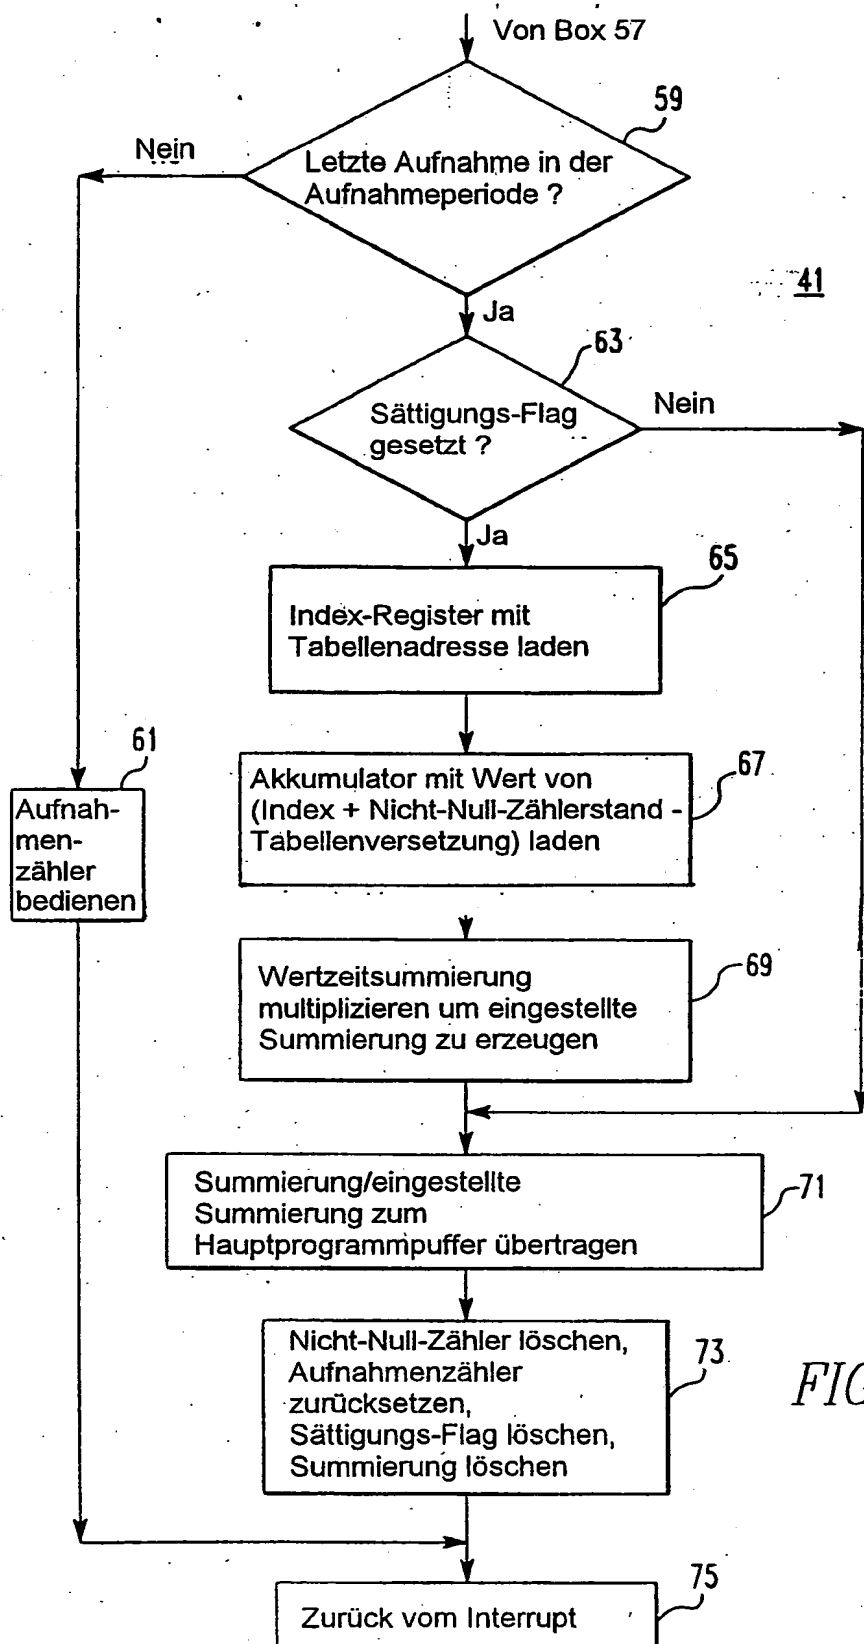 Von Box 57
59
Nein
Letzte Aufnahme in der
Aufnahmeperiode ?
41
Ja
63
Sättigungs-Flag
gesetzt ?
Nein
Ja
65
Index-Register mit
Tabellenadresse laden
61
Aufnah-
men-
zähler
bedienen
67
Akkumulator mit Wert von
(Index + Nicht-Null-Zählerstand -
Tabellenversetzung) laden
69
Wertzeitsummierung
multiplizieren um eingestellte
Summierung zu erzeugen
71
Summierung/eingestellte
Summierung zum
Hauptprogrammpuffer übertragen
73
Nicht-Null-Zähler löschen,
Aufnahmenzähler
zurücksetzen,
Sättigungs-Flag löschen,
Summierung löschen
FIG
75
Zurück vom Interrupt